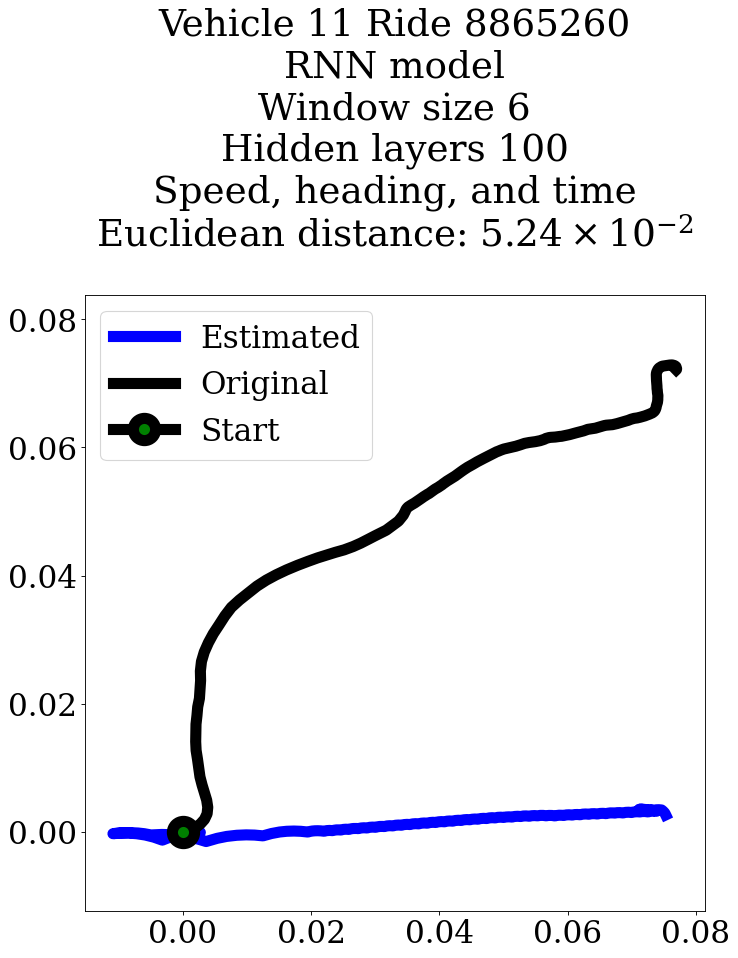 Vehicle 11 Ride 8865260
RNN model
Window size 6
Hidden layers 100
Speed, heading, and time
Euclidean distance: 5.24 × 10⁻²
Estimated
Original
Start
0.08
0.06
0.04
0.02
0.00
0.00 0.02 0.04 0.06 0.08